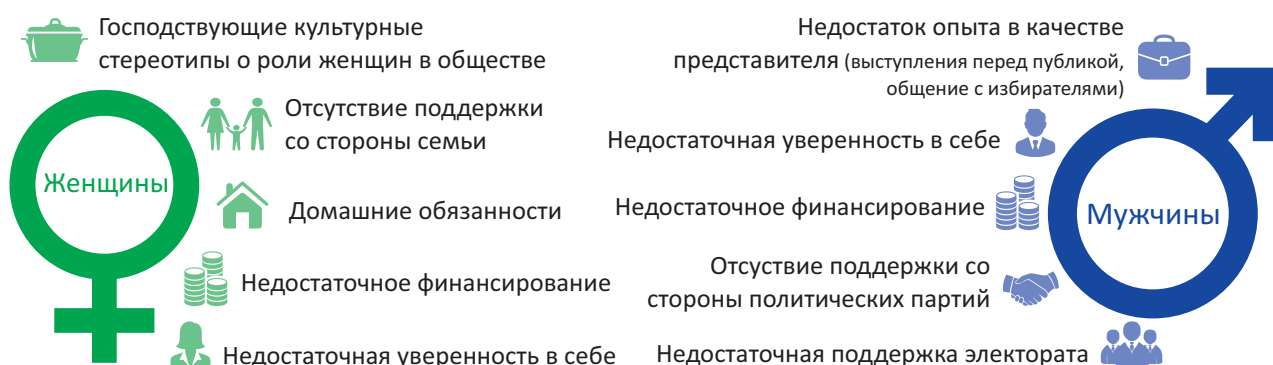 Господствующие культурные
стереотипы о роли женщин в обществе
Отсутствие поддержки
со стороны семьи
Женщины
Домашние обязанности
Недостаточное финансирование
Недостаточная уверенность в себе
Недостаток опыта в качестве
представителя (выступления перед публикой,
общение с избирателями)
Недостаточная уверенность в себе
Недостаточное финансирование
Мужчины
Отсуствие поддержки со
стороны политических партий
Недостаточная поддержка электората